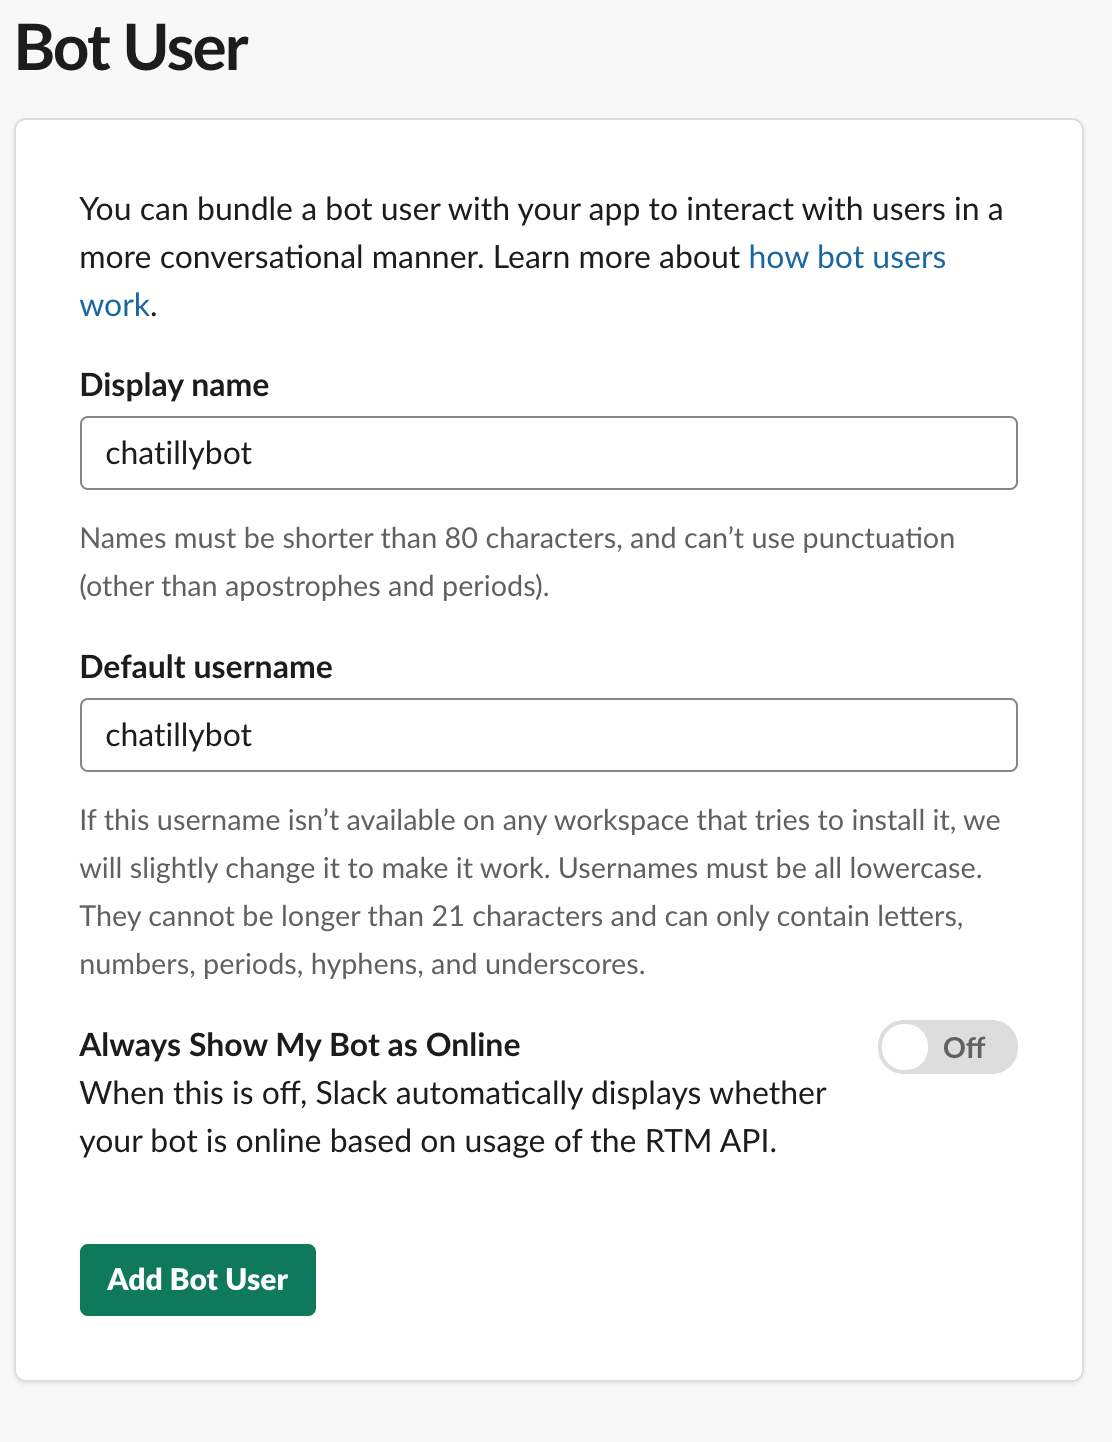 Bot User
You can bundle a bot user with your app to interact with users in a
more conversational manner. Learn more about how bot users
work.
Display name
chatillybot
Names must be shorter than 80 characters, and can’t use punctuation
(other than apostrophes and periods).
Default username
chatillybot
If this username isn’t available on any workspace that tries to install it, we
will slightly change it to make it work. Usernames must be all lowercase.
They cannot be longer than 21 characters and can only contain letters,
numbers, periods, hyphens, and underscores.
Always Show My Bot as Online
Off
When this is off, Slack automatically displays whether
your bot is online based on usage of the RTM API.
Add Bot User